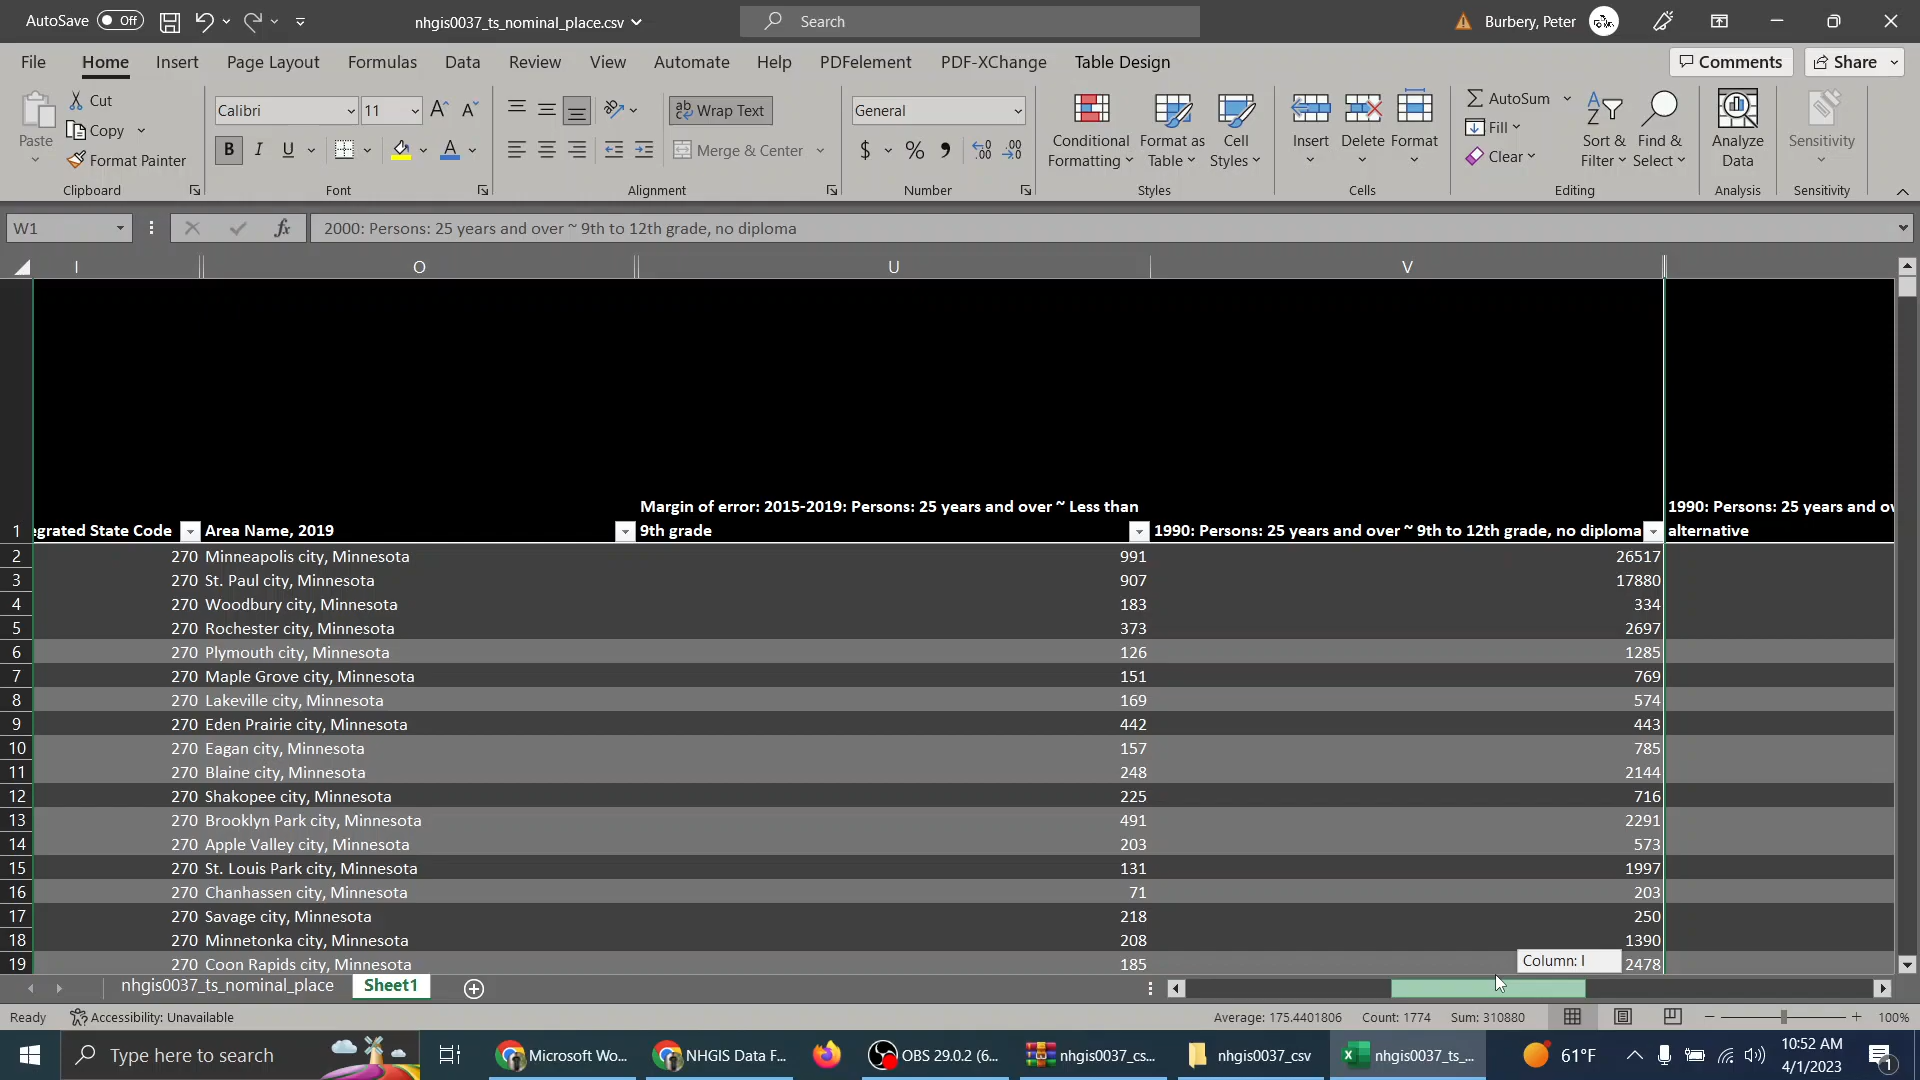 AutoSave Off nhgis0037_ts_nominal_place.csv Search Burbery, Peter
File Home Insert Page Layout Formulas Data Review View Automate Help PDFelement PDF-XChange Table Design Comments Share
Paste Cut Copy Format Painter
Clipboard
Calibri 11
B I U A
Font
Wrap Text
Merge & Center
Alignment
General
$ %
Number
Conditional Formatting Format as Table Cell Styles
Styles
Insert Delete Format
Cells
AutoSum
Fill
Clear
Sort & Filter Find & Select
Editing
Analyze Data
Analysis
Sensitivity
Sensitivity
W1 fx 2000: Persons: 25 years and over ~ 9th to 12th grade, no diploma
I O U V
Margin of error: 2015-2019: Persons: 25 years and over ~ Less than 1990: Persons: 25 years and ov
1 egrated State Code Area Name, 2019 9th grade 1990: Persons: 25 years and over ~ 9th to 12th grade, no diploma alternative
2 270 Minneapolis city, Minnesota 991 26517
3 270 St. Paul city, Minnesota 907 17880
4 270 Woodbury city, Minnesota 183 334
5 270 Rochester city, Minnesota 373 2697
6 270 Plymouth city, Minnesota 126 1285
7 270 Maple Grove city, Minnesota 151 769
8 270 Lakeville city, Minnesota 169 574
9 270 Eden Prairie city, Minnesota 442 443
10 270 Eagan city, Minnesota 157 785
11 270 Blaine city, Minnesota 248 2144
12 270 Shakopee city, Minnesota 225 716
13 270 Brooklyn Park city, Minnesota 491 2291
14 270 Apple Valley city, Minnesota 203 573
15 270 St. Louis Park city, Minnesota 131 1997
16 270 Chanhassen city, Minnesota 71 203
17 270 Savage city, Minnesota 218 250
18 270 Minnetonka city, Minnesota 208 1390
19 270 Coon Rapids city, Minnesota 185 2478
Column: I
nhgis0037_ts_nominal_place Sheet1
Ready Accessibility: Unavailable Average: 175.4401806 Count: 1774 Sum: 310880 100%
Type here to search Microsoft Wo... NHGIS Data F... OBS 29.0.2 (6... nhgis0037_cs... nhgis0037_csv nhgis0037_ts_... 61°F 10:52 AM
4/1/2023 1